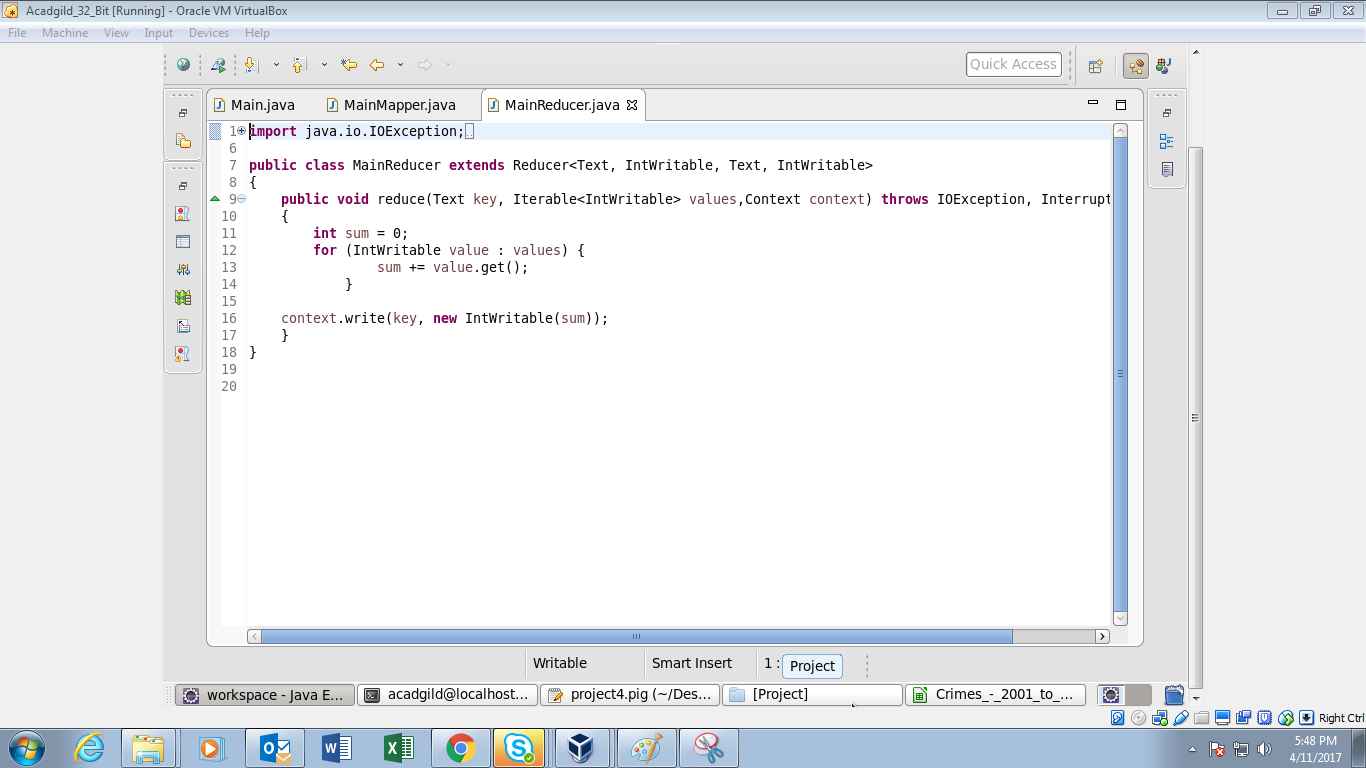 Acadgild_32_Bit [Running] - Oracle VM VirtualBox
File Machine View Input Devices Help
Quick Access
Main.java MainMapper.java MainReducer.java
1 import java.io.IOException;
6
7 public class MainReducer extends Reducer<Text, IntWritable, Text, IntWritable>
8 {
9 public void reduce(Text key, Iterable<IntWritable> values,Context context) throws IOException, Interrupt
10 {
11 int sum = 0;
12 for (IntWritable value : values) {
13 sum += value.get();
14 }
15
16 context.write(key, new IntWritable(sum));
17 }
18 }
19
20
Writable Smart Insert 1 : Project
workspace - Java E... acadgild@localhost... project4.pig (~/Des... [Project] Crimes_-_2001_to_...
Right Ctrl
5:48 PM
4/11/2017